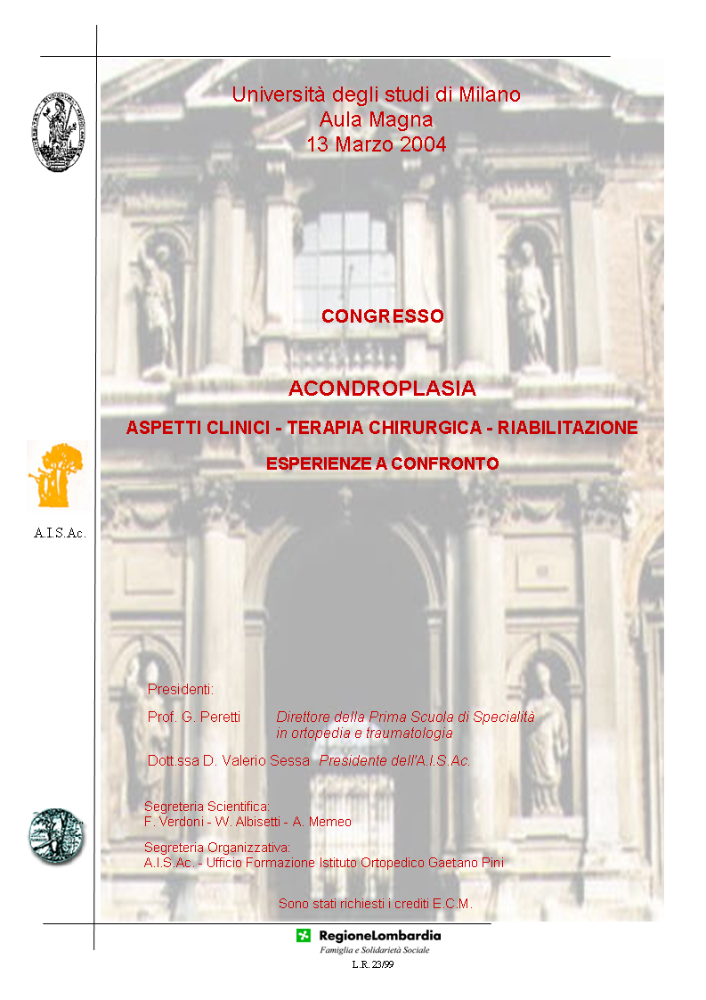 Università degli studi di Milano
Aula Magna
13 Marzo 2004
CONGRESSO
ACONDROPLASIA
ASPETTI CLINICI - TERAPIA CHIRURGICA - RIABILITAZIONE
ESPERIENZE A CONFRONTO
A.I.S.Ac.
Presidenti:
Prof. G. Peretti Direttore della Prima Scuola di Specialità
in ortopedia e traumatologia
Dott.ssa D. Valerio Sessa Presidente dell'A.I.S.Ac.
Segreteria Scientifica:
F. Verdoni - W. Albisetti - A. Memeo
Segreteria Organizzativa:
A.I.S.Ac. - Ufficio Formazione Istituto Ortopedico Gaetano Pini
Sono stati richiesti i crediti E.C.M.
RegioneLombardia
Famiglia e Solidarietà Sociale
L.R. 23/99